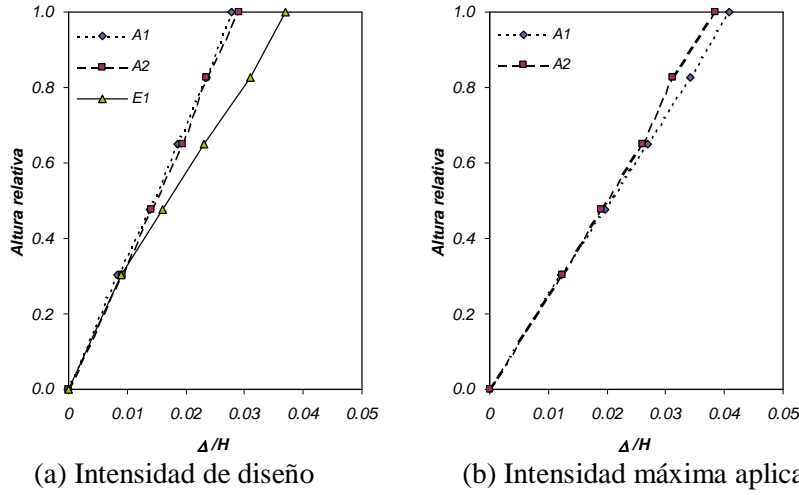 1.0
0.8
0.6
0.4
0.2
0.0
Altura relativa
A1
A2
E1
0
0.01
0.02
0.03
0.04
0.05
Δ/H
(a) Intensidad de diseño
1.0
0.8
0.6
0.4
0.2
0.0
Altura relativa
A1
A2
0
0.01
0.02
0.03
0.04
0.05
Δ/H
(b) Intensidad máxima aplica